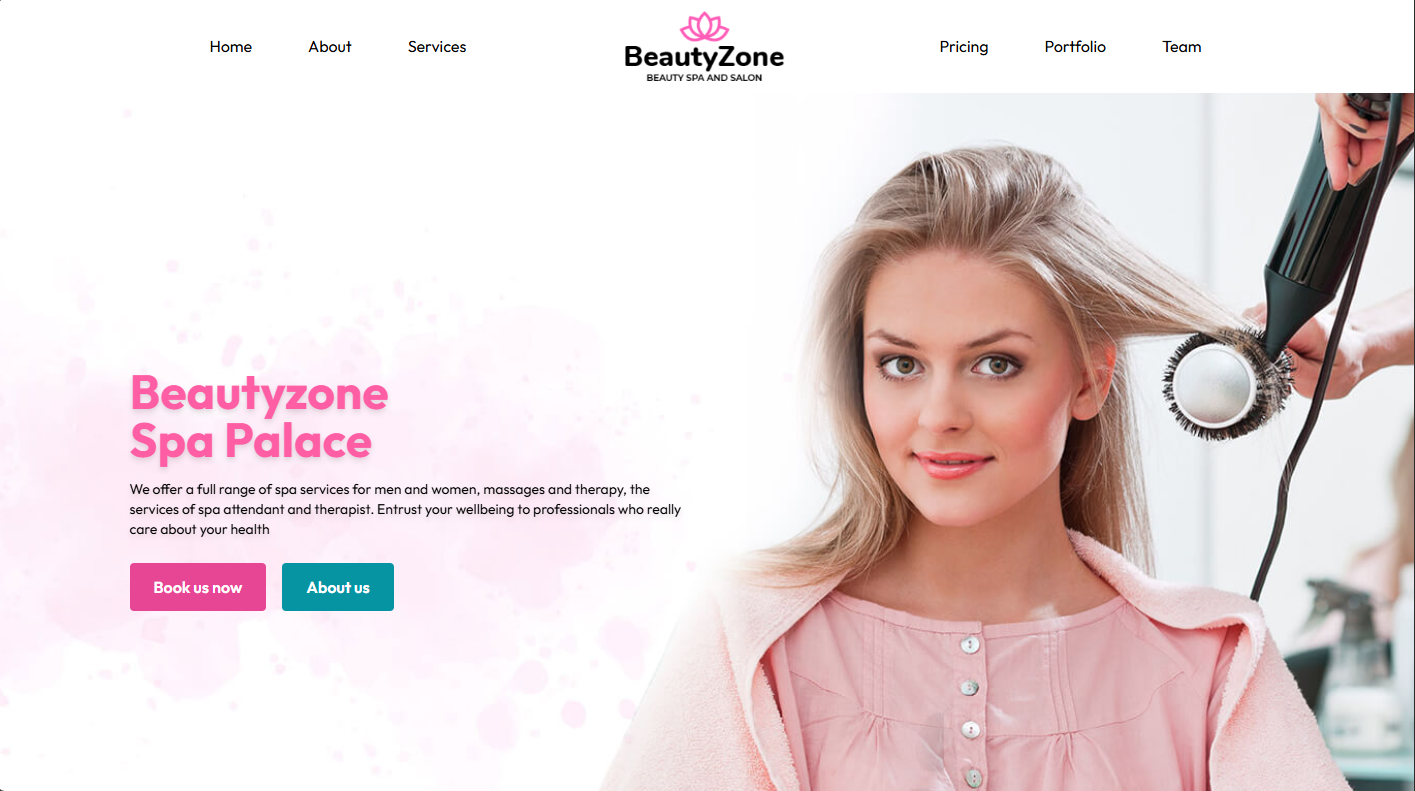 Home About Services
BeautyZone
BEAUTY SPA AND SALON
Pricing Portfolio Team
Beautyzone
Spa Palace
We offer a full range of spa services for men and women, massages and therapy, the
services of spa attendant and therapist. Entrust your wellbeing to professionals who really
care about your health
Book us now About us